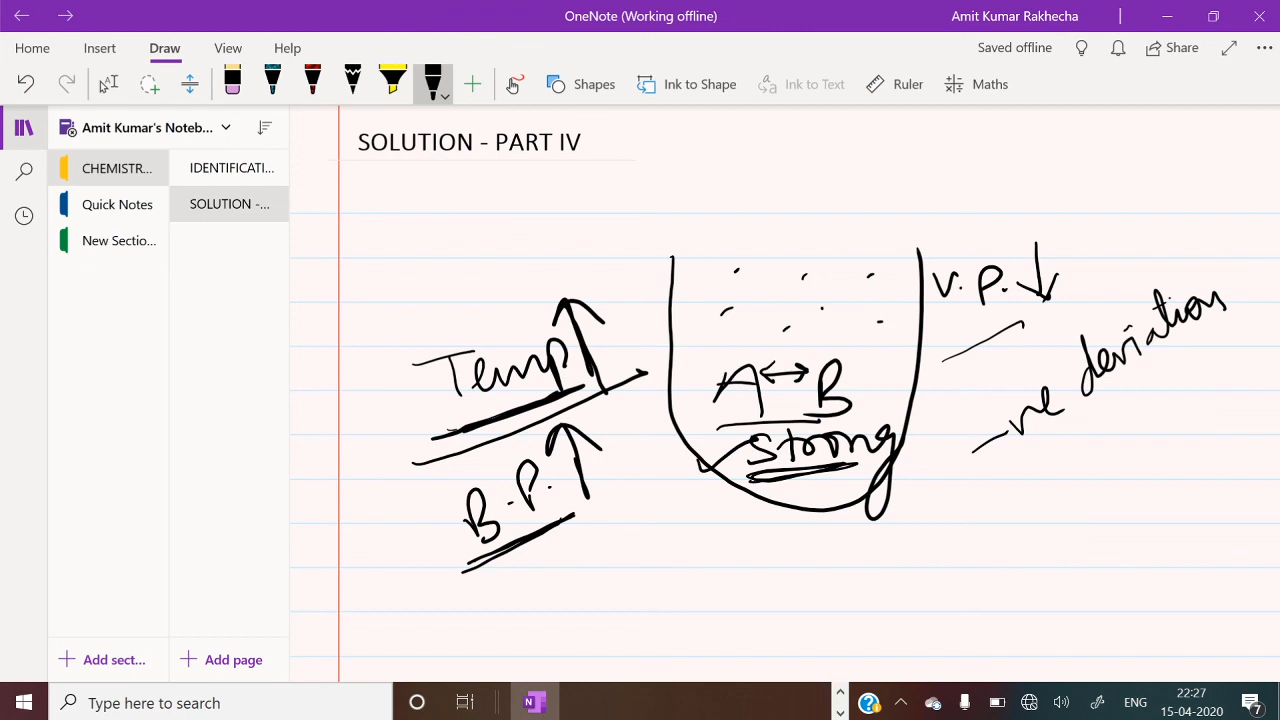 OneNote (Working offline)
Amit Kumar Rakhecha
Home Insert Draw View Help
Saved offline
Share
Shapes
Ink to Shape
Ink to Text
Ruler
Maths
Amit Kumar's Noteb...
CHEMISTR...
Quick Notes
New Sectio...
IDENTIFICATI...
SOLUTION -...
SOLUTION - PART IV
V. P. ↓
-ve deviation
Temp ↑
A ↔ B
Strong
B.P. ↑
+ Add sect...
+ Add page
Type here to search
ENG
22:27
15-04-2020
7